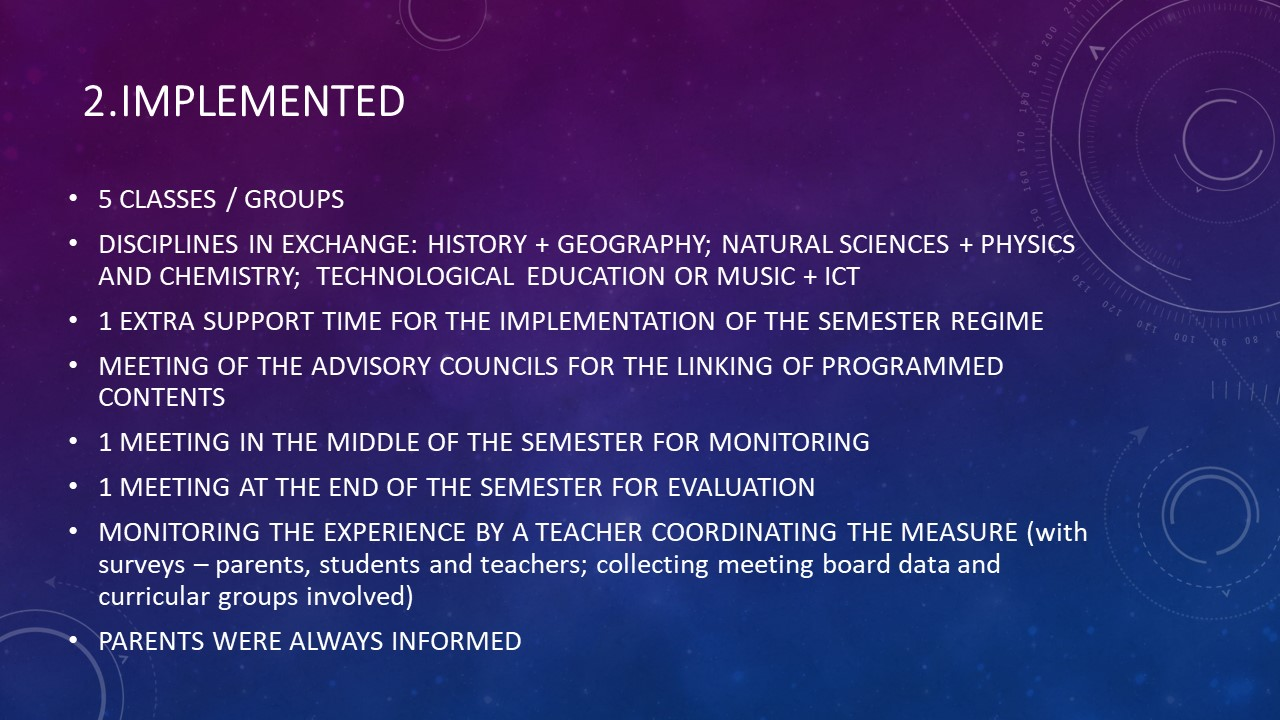 2.IMPLEMENTED
• 5 CLASSES / GROUPS
• DISCIPLINES IN EXCHANGE: HISTORY + GEOGRAPHY; NATURAL SCIENCES + PHYSICS
AND CHEMISTRY; TECHNOLOGICAL EDUCATION OR MUSIC + ICT
• 1 EXTRA SUPPORT TIME FOR THE IMPLEMENTATION OF THE SEMESTER REGIME
• MEETING OF THE ADVISORY COUNCILS FOR THE LINKING OF PROGRAMMED
CONTENTS
• 1 MEETING IN THE MIDDLE OF THE SEMESTER FOR MONITORING
• 1 MEETING AT THE END OF THE SEMESTER FOR EVALUATION
• MONITORING THE EXPERIENCE BY A TEACHER COORDINATING THE MEASURE (with
surveys – parents, students and teachers; collecting meeting board data and
curricular groups involved)
• PARENTS WERE ALWAYS INFORMED